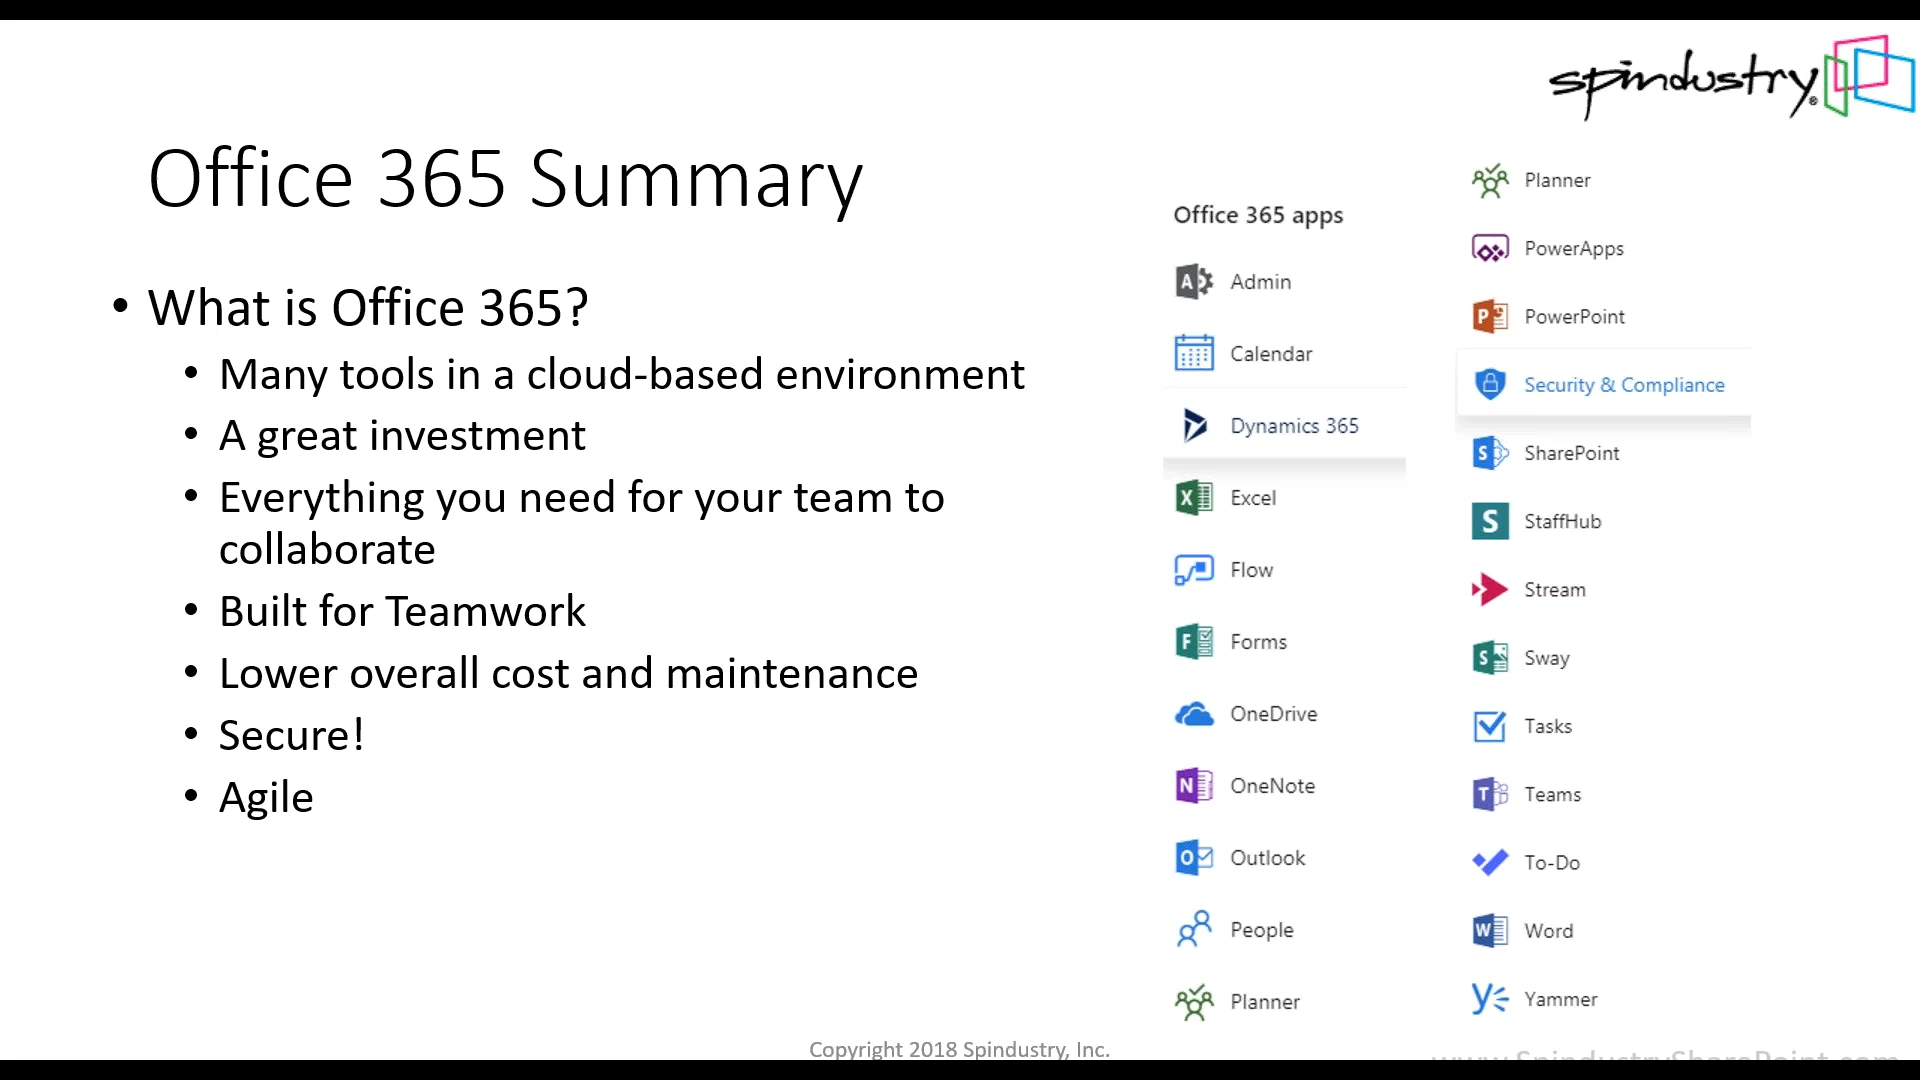 spindustry®
Office 365 Summary
• What is Office 365?
• Many tools in a cloud-based environment
• A great investment
• Everything you need for your team to
collaborate
• Built for Teamwork
• Lower overall cost and maintenance
• Secure!
• Agile
Office 365 apps
Admin
Calendar
Dynamics 365
Excel
Flow
Forms
OneDrive
OneNote
Outlook
People
Planner
Planner
PowerApps
PowerPoint
Security & Compliance
SharePoint
StaffHub
Stream
Sway
Tasks
Teams
To-Do
Word
Yammer
Copyright 2018 Spindustry, Inc.
www.SpindustrySharePoint.com